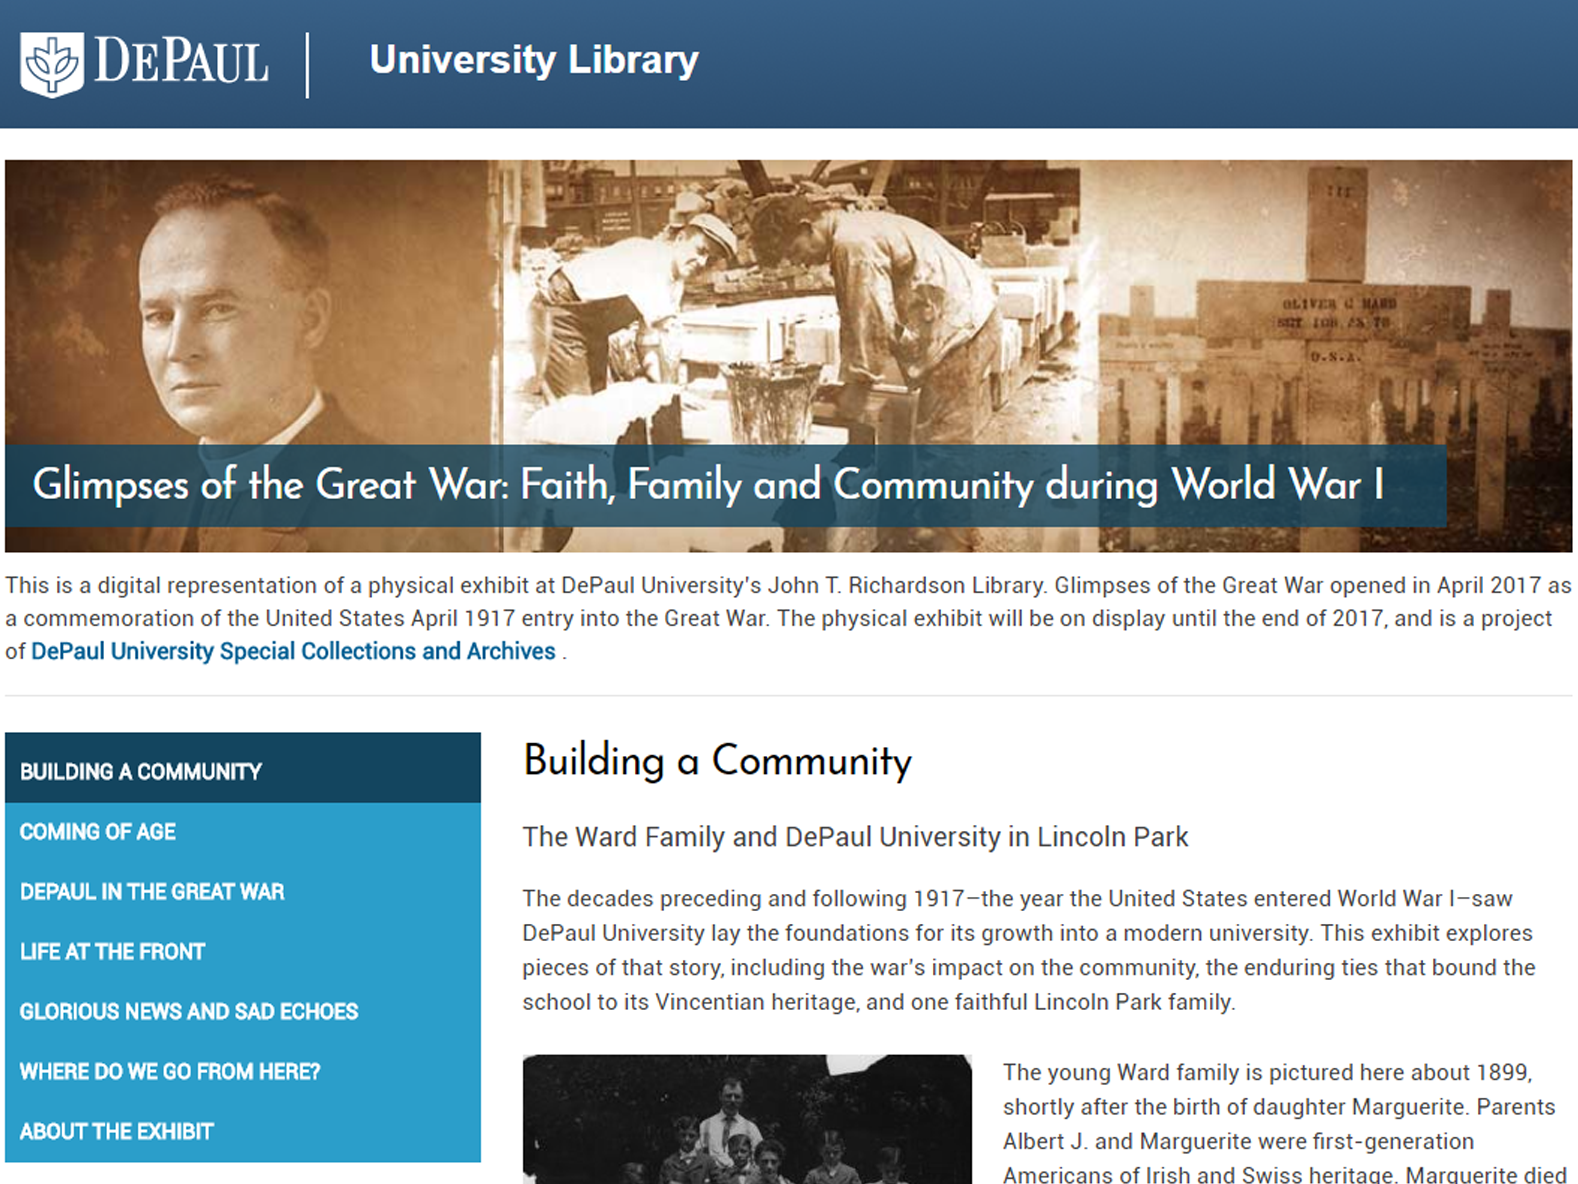 DEPAUL
University Library
OLIVER C WARD
U.S.A.
Glimpses of the Great War: Faith, Family and Community during World War I
This is a digital representation of a physical exhibit at DePaul University's John T. Richardson Library. Glimpses of the Great War opened in April 2017 as
a commemoration of the United States April 1917 entry into the Great War. The physical exhibit will be on display until the end of 2017, and is a project
of DePaul University Special Collections and Archives .
BUILDING A COMMUNITY
COMING OF AGE
DEPAUL IN THE GREAT WAR
LIFE AT THE FRONT
GLORIOUS NEWS AND SAD ECHOES
WHERE DO WE GO FROM HERE?
ABOUT THE EXHIBIT
Building a Community
The Ward Family and DePaul University in Lincoln Park
The decades preceding and following 1917–the year the United States entered World War I–saw
DePaul University lay the foundations for its growth into a modern university. This exhibit explores
pieces of that story, including the war's impact on the community, the enduring ties that bound the
school to its Vincentian heritage, and one faithful Lincoln Park family.
The young Ward family is pictured here about 1899,
shortly after the birth of daughter Marguerite. Parents
Albert J. and Marguerite were first-generation
Americans of Irish and Swiss heritage. Marguerite died